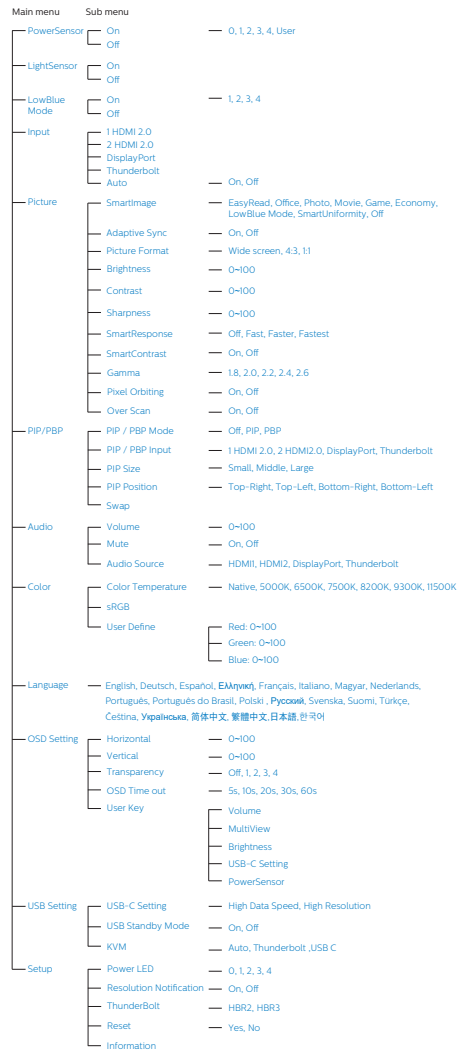 Main menu Sub menu
PowerSensor On 0, 1, 2, 3, 4, User
Off
LightSensor On
Off
LowBlue Mode On 1, 2, 3, 4
Off
Input 1 HDMI 2.0
2 HDMI 2.0
DisplayPort
Thunderbolt
Auto On, Off
Picture SmartImage EasyRead, Office, Photo, Movie, Game, Economy,
LowBlue Mode, SmartUniformity, Off
Adaptive Sync On, Off
Picture Format Wide screen, 4:3, 1:1
Brightness 0~100
Contrast 0~100
Sharpness 0~100
SmartResponse Off, Fast, Faster, Fastest
SmartContrast On, Off
Gamma 1.8, 2.0, 2.2, 2.4, 2.6
Pixel Orbiting On, Off
Over Scan On, Off
PIP/PBP PIP / PBP Mode Off, PIP, PBP
PIP / PBP Input 1 HDMI 2.0, 2 HDMI2.0, DisplayPort, Thunderbolt
PIP Size Small, Middle, Large
PIP Position Top-Right, Top-Left, Bottom-Right, Bottom-Left
Swap
Audio Volume 0~100
Mute On, Off
Audio Source HDMI1, HDMI2, DisplayPort, Thunderbolt
Color Color Temperature Native, 5000K, 6500K, 7500K, 8200K, 9300K, 11500K
sRGB
User Define Red: 0~100
Green: 0~100
Blue: 0~100
Language English, Deutsch, Español, Ελληνική, Français, Italiano, Magyar, Nederlands,
Português, Português do Brasil, Polski , Русский, Svenska, Suomi, Türkçe,
Čeština, Українська, 简体中文, 繁體中文,日本語,한국어
OSD Setting Horizontal 0~100
Vertical 0~100
Transparency Off, 1, 2, 3, 4
OSD Time out 5s, 10s, 20s, 30s, 60s
User Key Volume
MultiView
Brightness
USB-C Setting
PowerSensor
USB Setting USB-C Setting High Data Speed, High Resolution
USB Standby Mode On, Off
KVM Auto, Thunderbolt ,USB C
Setup Power LED 0, 1, 2, 3, 4
Resolution Notification On, Off
ThunderBolt HBR2, HBR3
Reset Yes, No
Information